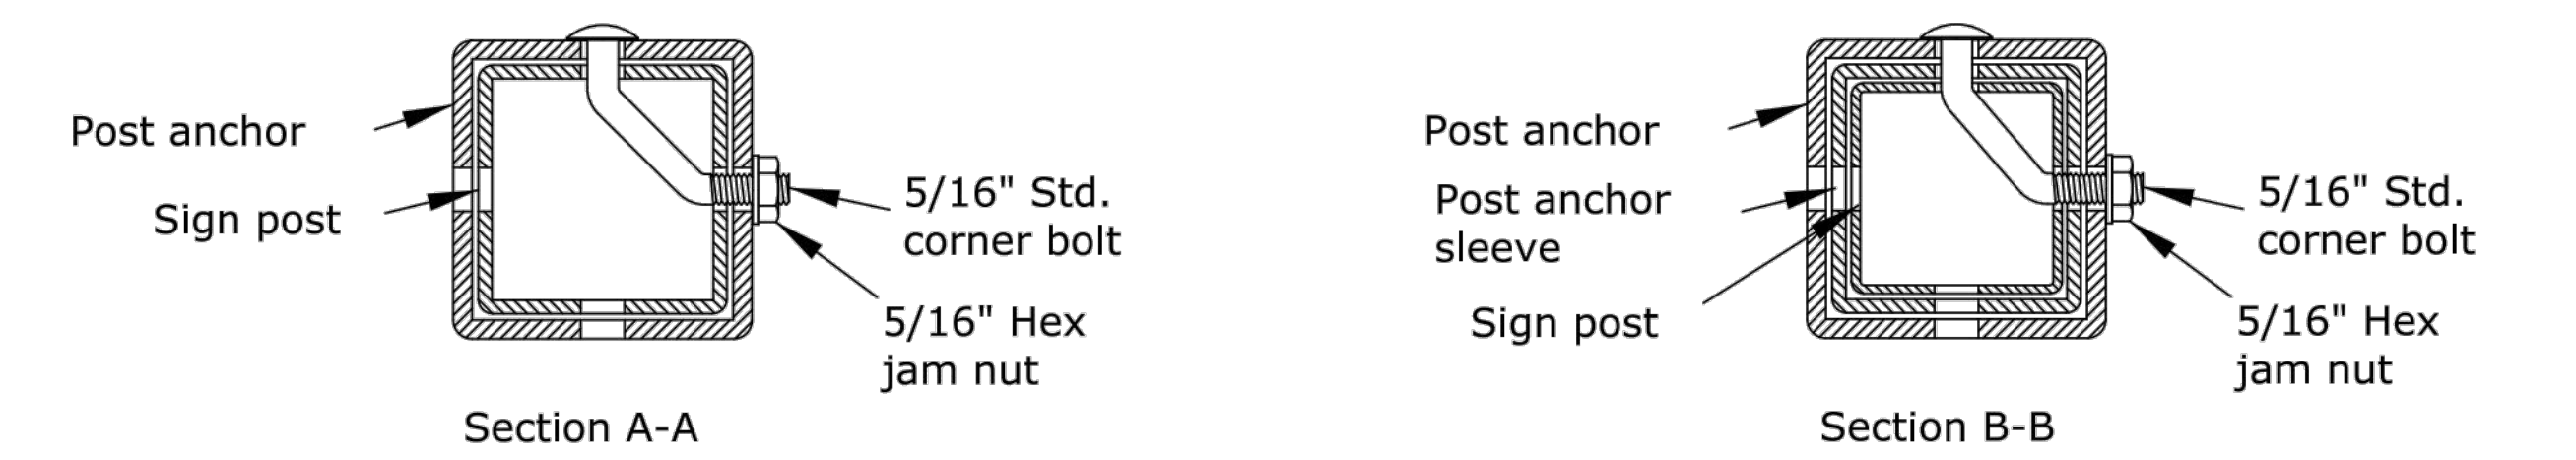 Post anchor
Sign post
5/16" Std.
corner bolt
5/16" Hex
jam nut
Section A-A
Post anchor
Post anchor
sleeve
Sign post
5/16" Std.
corner bolt
5/16" Hex
jam nut
Section B-B